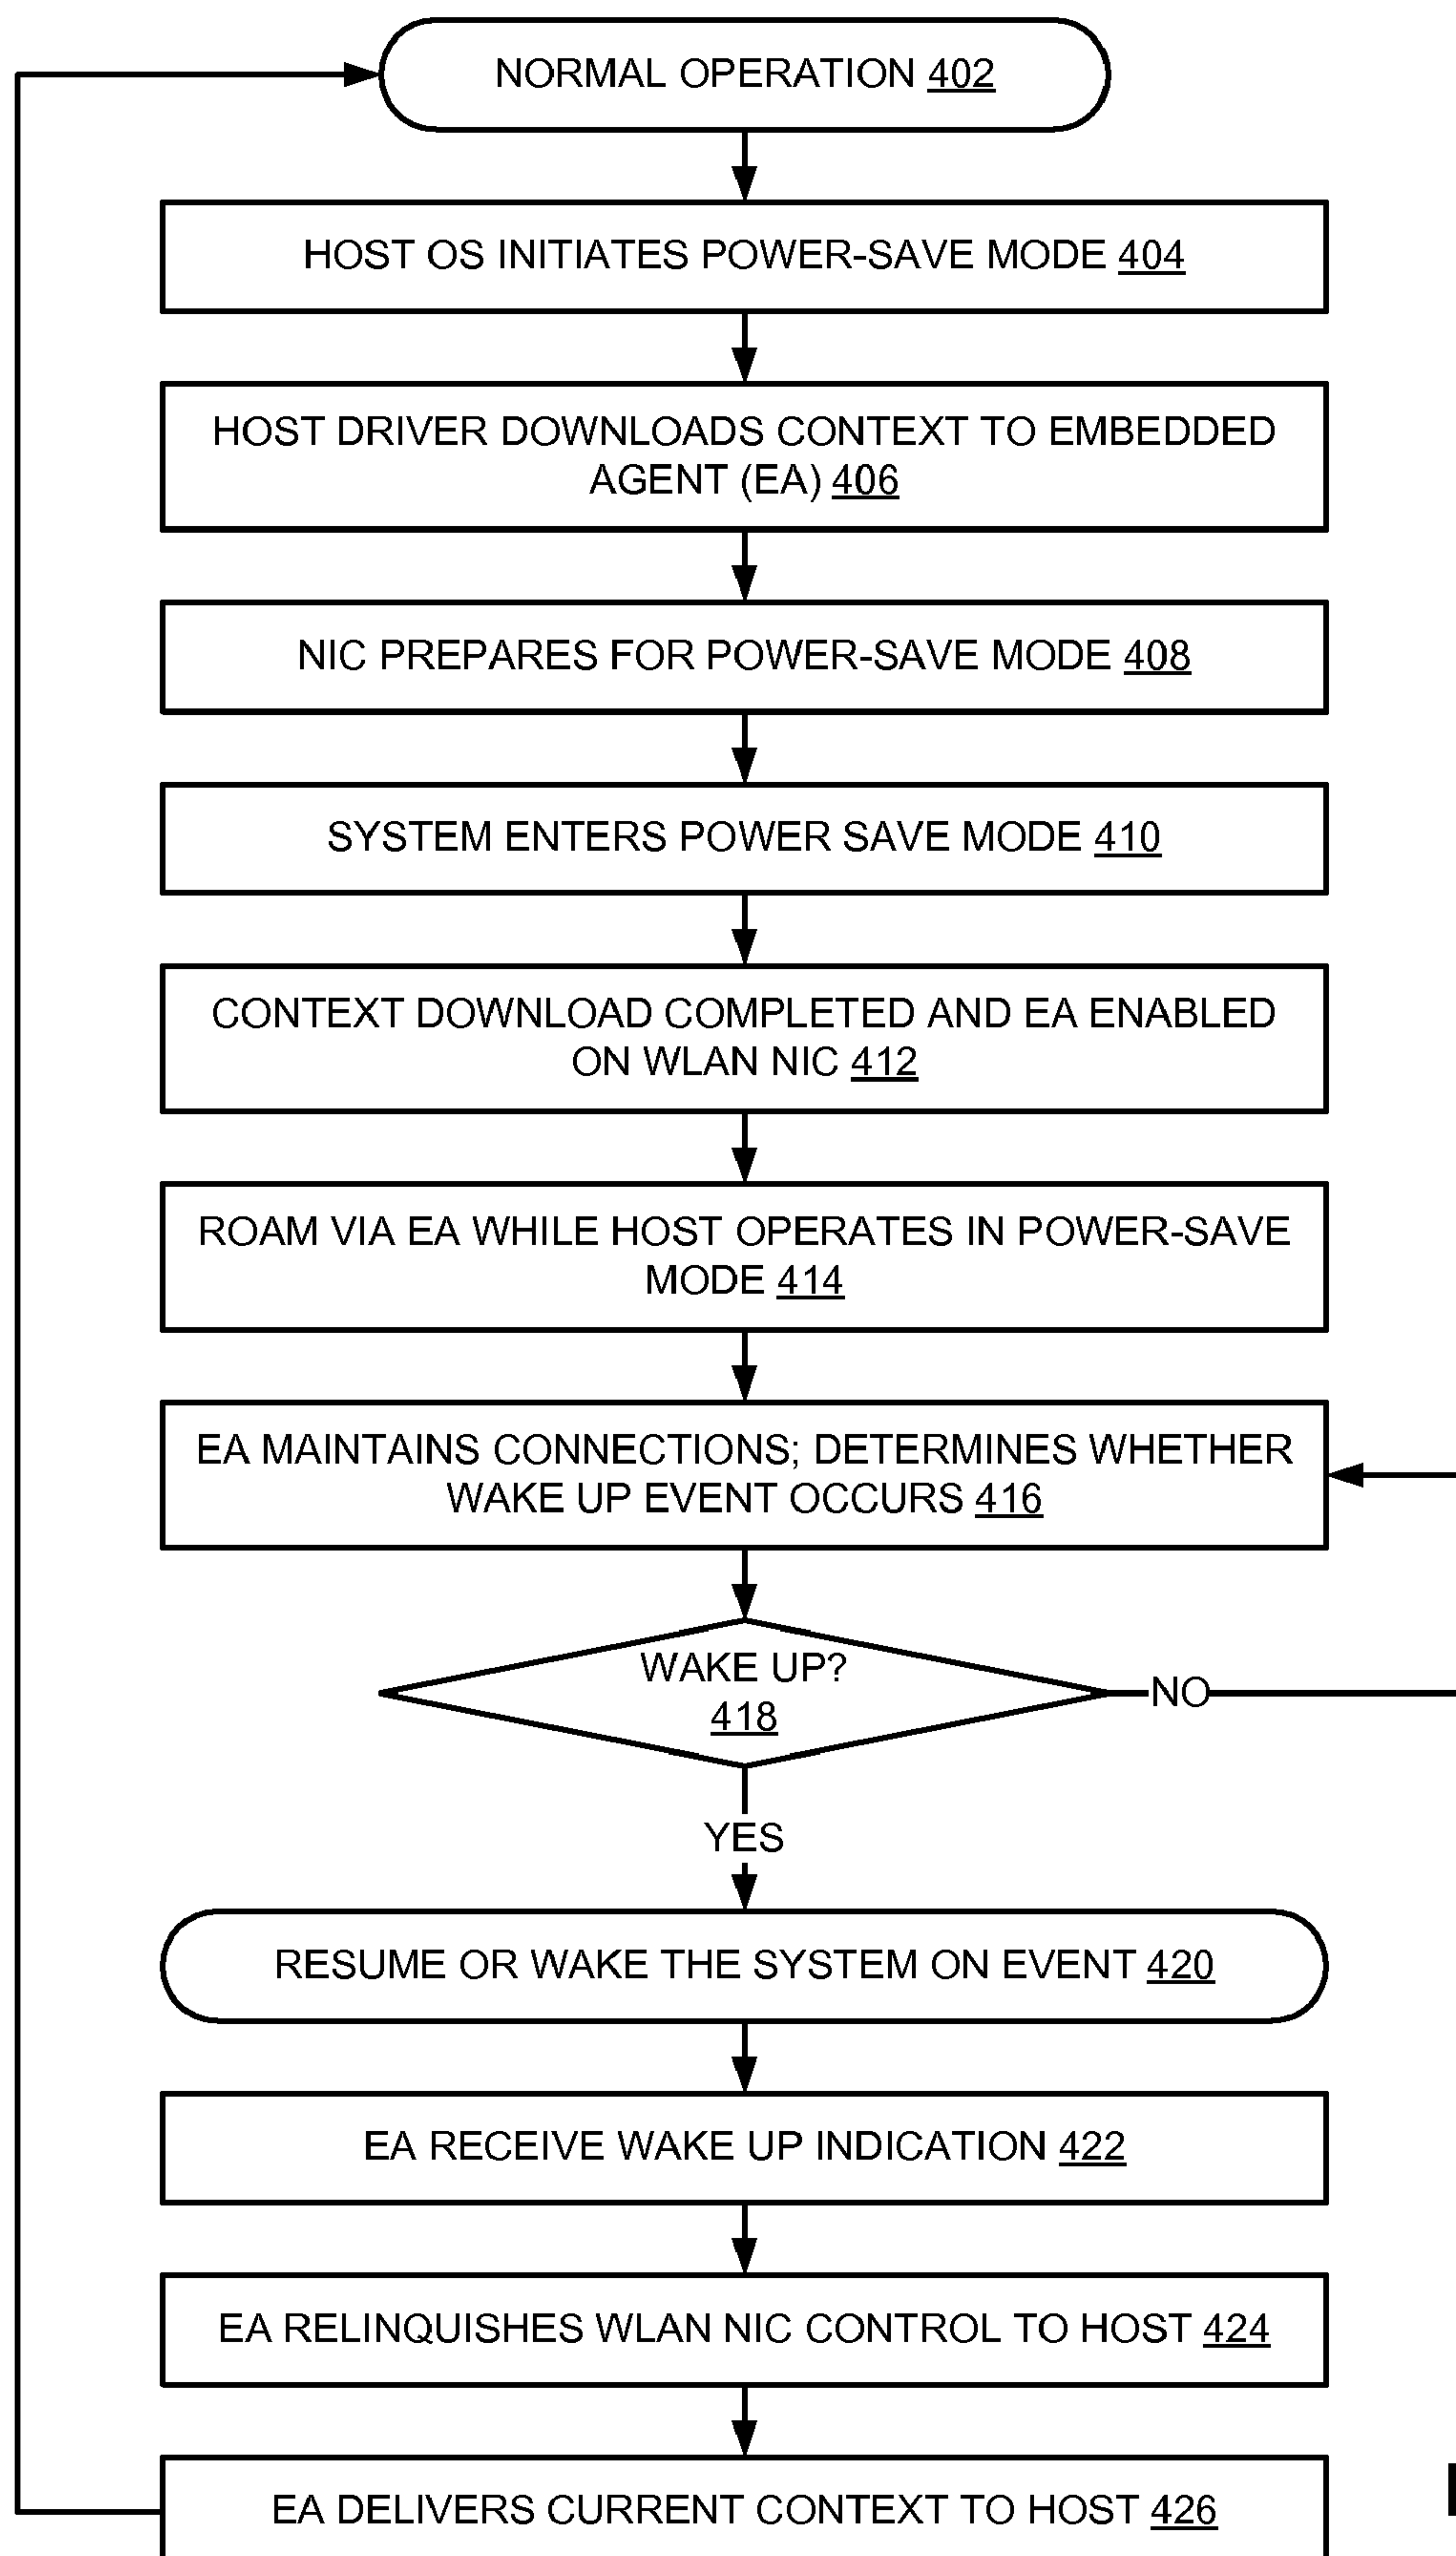 NORMAL OPERATION 402
HOST OS INITIATES POWER-SAVE MODE 404
HOST DRIVER DOWNLOADS CONTEXT TO EMBEDDED
AGENT (EA) 406
NIC PREPARES FOR POWER-SAVE MODE 408
SYSTEM ENTERS POWER SAVE MODE 410
CONTEXT DOWNLOAD COMPLETED AND EA ENABLED
ON WLAN NIC 412
ROAM VIA EA WHILE HOST OPERATES IN POWER-SAVE
MODE 414
EA MAINTAINS CONNECTIONS; DETERMINES WHETHER
WAKE UP EVENT OCCURS 416
WAKE UP?
418
NO
YES
RESUME OR WAKE THE SYSTEM ON EVENT 420
EA RECEIVE WAKE UP INDICATION 422
EA RELINQUISHES WLAN NIC CONTROL TO HOST 424
EA DELIVERS CURRENT CONTEXT TO HOST 426